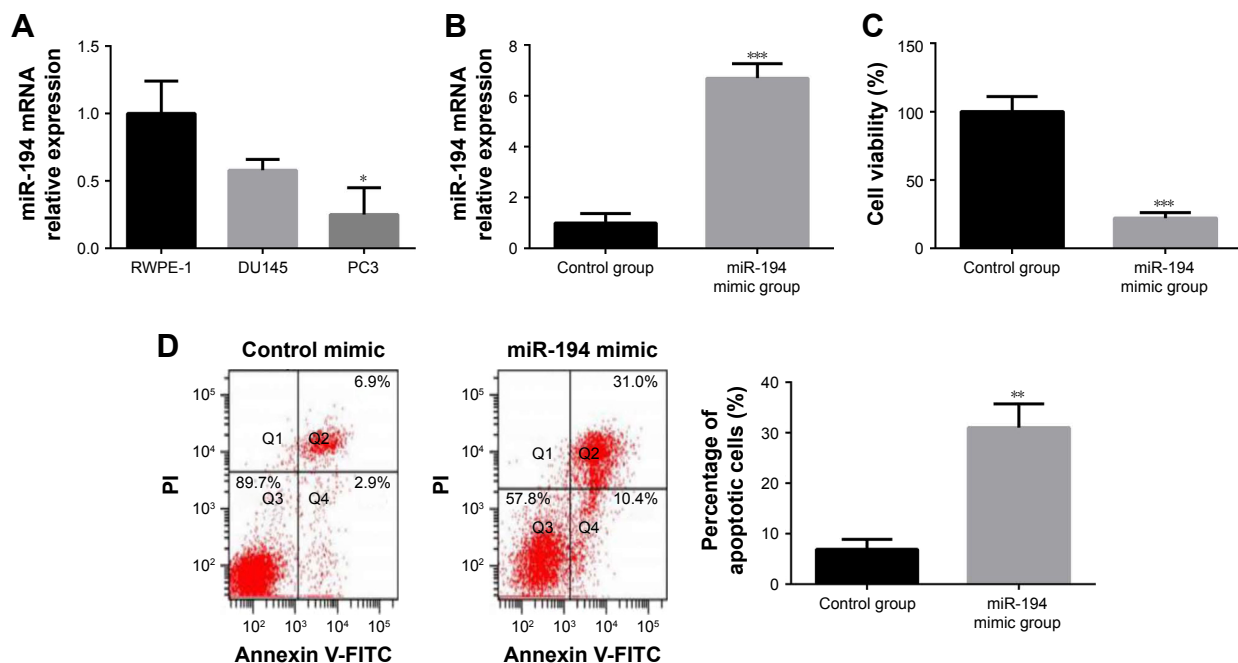 A
miR-194 mRNA
relative expression
1.5
1.0
0.5
0.0
*
RWPE-1
DU145
PC3
B
miR-194 mRNA
relative expression
8
6
4
2
0
***
Control group
miR-194
mimic group
C
Cell viability (%)
150
100
50
0
***
Control group
miR-194
mimic group
D
Control mimic
PI
10⁵
10⁴
10³
10²
6.9%
Q1
Q2
89.7%
2.9%
Q3
Q4
10²
10³
10⁴
10⁵
Annexin V-FITC
miR-194 mimic
PI
10⁵
10⁴
10³
10²
31.0%
Q1
Q2
57.8%
10.4%
Q3
Q4
10²
10³
10⁴
10⁵
Annexin V-FITC
Percentage of
apoptotic cells (%)
40
30
20
10
0
**
Control group
miR-194
mimic group